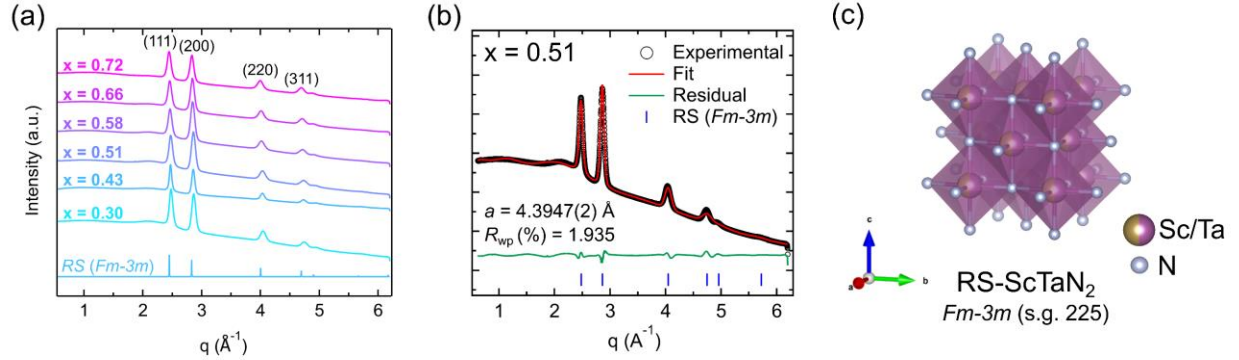 (a)
(111)
(200)
(220)
(311)
x = 0.72
x = 0.66
x = 0.58
x = 0.51
x = 0.43
x = 0.30
RS (Fm-3m)
Intensity (a.u.)
1 2 3 4 5 6
q (Å⁻¹)
(b)
x = 0.51
Experimental
Fit
Residual
RS (Fm-3m)
a = 4.3947(2) Å
Rwp (%) = 1.935
1 2 3 4 5 6
q (A⁻¹)
(c)
Sc/Ta
N
c
a
b
RS-ScTaN₂
Fm-3m (s.g. 225)